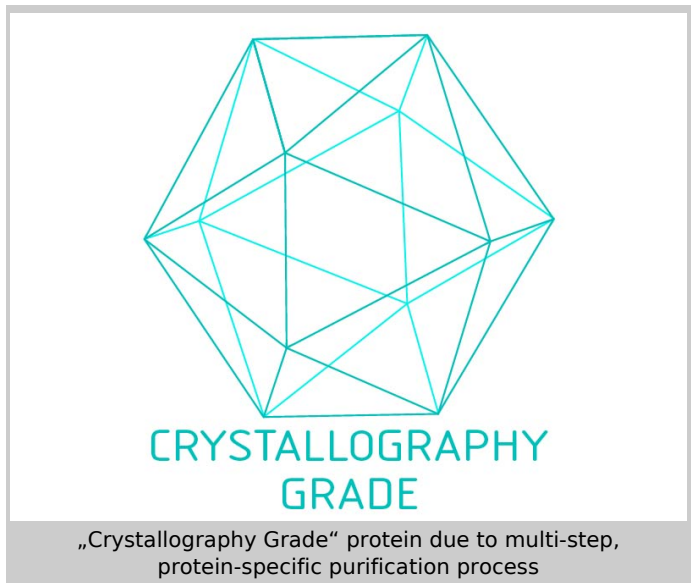 CRYSTALLOGRAPHY
GRADE
„Crystallography Grade“ protein due to multi-step,
protein-specific purification process